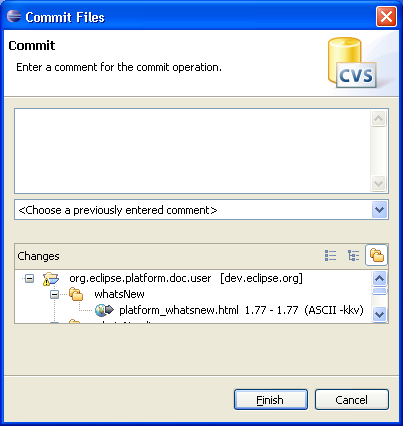 Commit Files
Commit
Enter a comment for the commit operation.
CVS
<Choose a previously entered comment>
Changes
org.eclipse.platform.doc.user [dev.eclipse.org]
whatsNew
platform_whatsnew.html 1.77 - 1.77 (ASCII -kkv)
Finish
Cancel